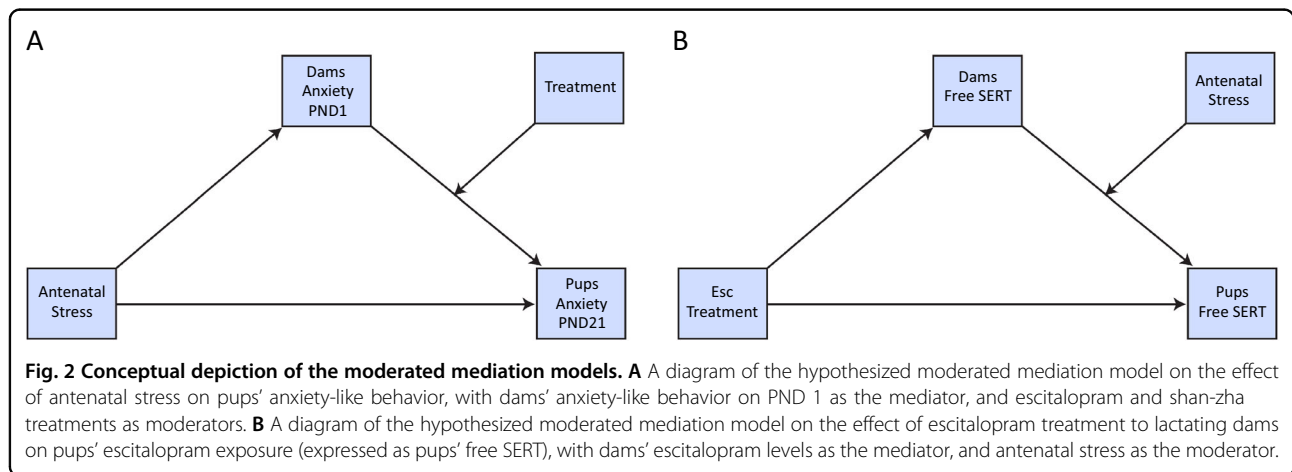 A
Dams
Anxiety
PND1
Treatment
Antenatal
Stress
Pups
Anxiety
PND21
B
Dams
Free SERT
Antenatal
Stress
Esc
Treatment
Pups
Free SERT
Fig. 2 Conceptual depiction of the moderated mediation models. A A diagram of the hypothesized moderated mediation model on the effect
of antenatal stress on pups' anxiety-like behavior, with dams' anxiety-like behavior on PND 1 as the mediator, and escitalopram and shan-zha
treatments as moderators. B A diagram of the hypothesized moderated mediation model on the effect of escitalopram treatment to lactating dams
on pups' escitalopram exposure (expressed as pups' free SERT), with dams' escitalopram levels as the mediator, and antenatal stress as the moderator.